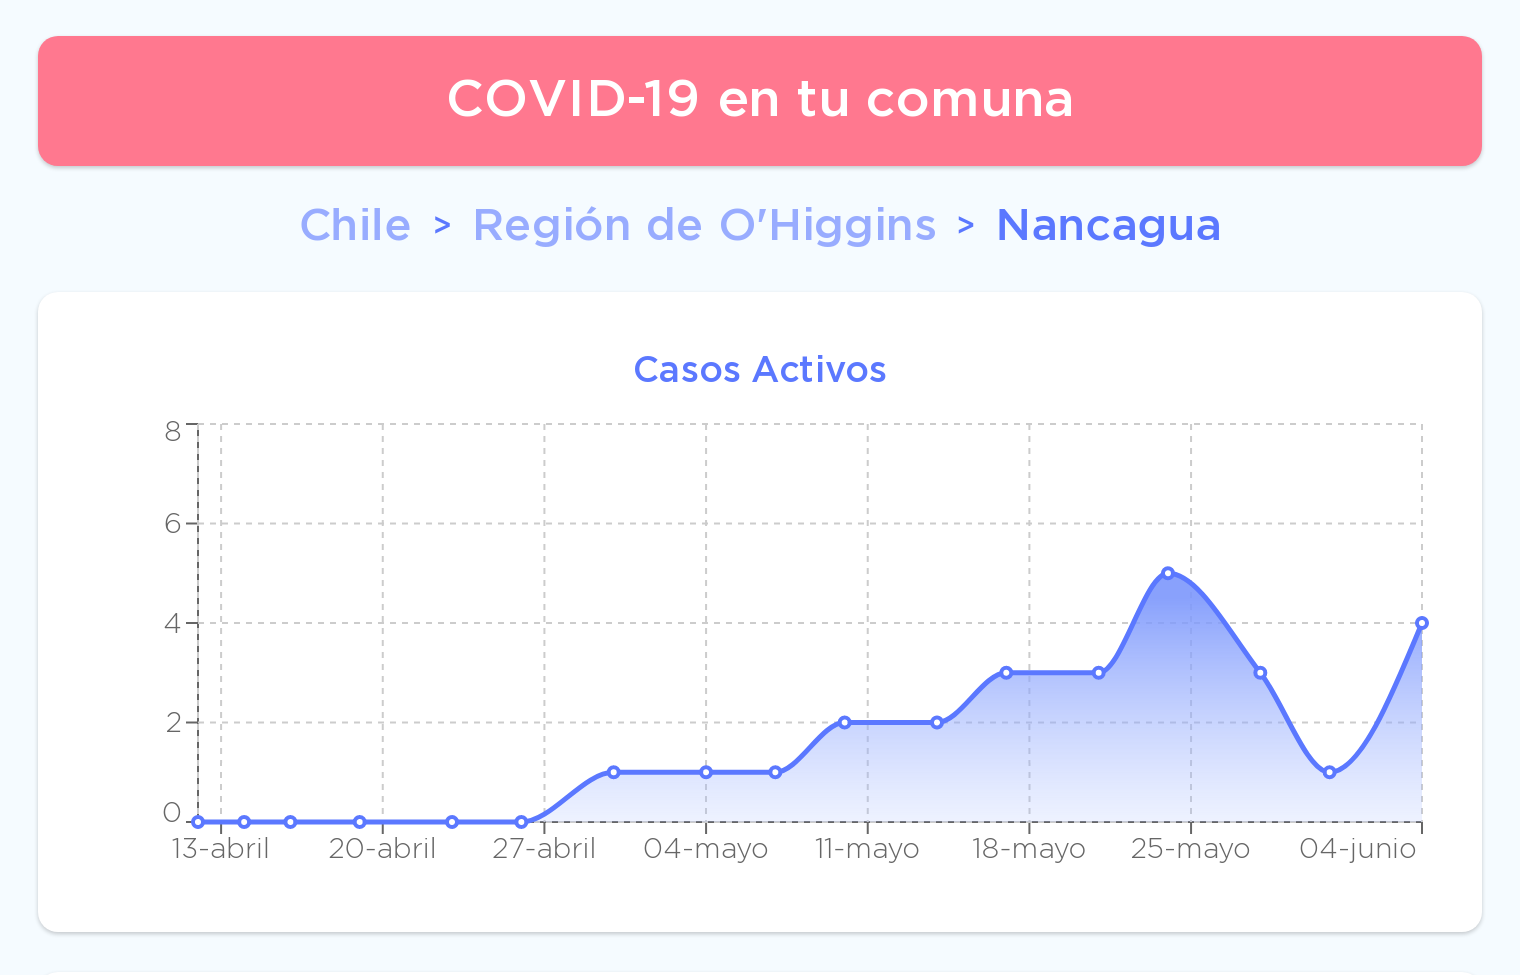 COVID-19 en tu comuna
Chile > Región de O'Higgins > Nancagua
Casos Activos
8
6
4
2
0
13-abril 20-abril 27-abril 04-mayo 11-mayo 18-mayo 25-mayo 04-junio